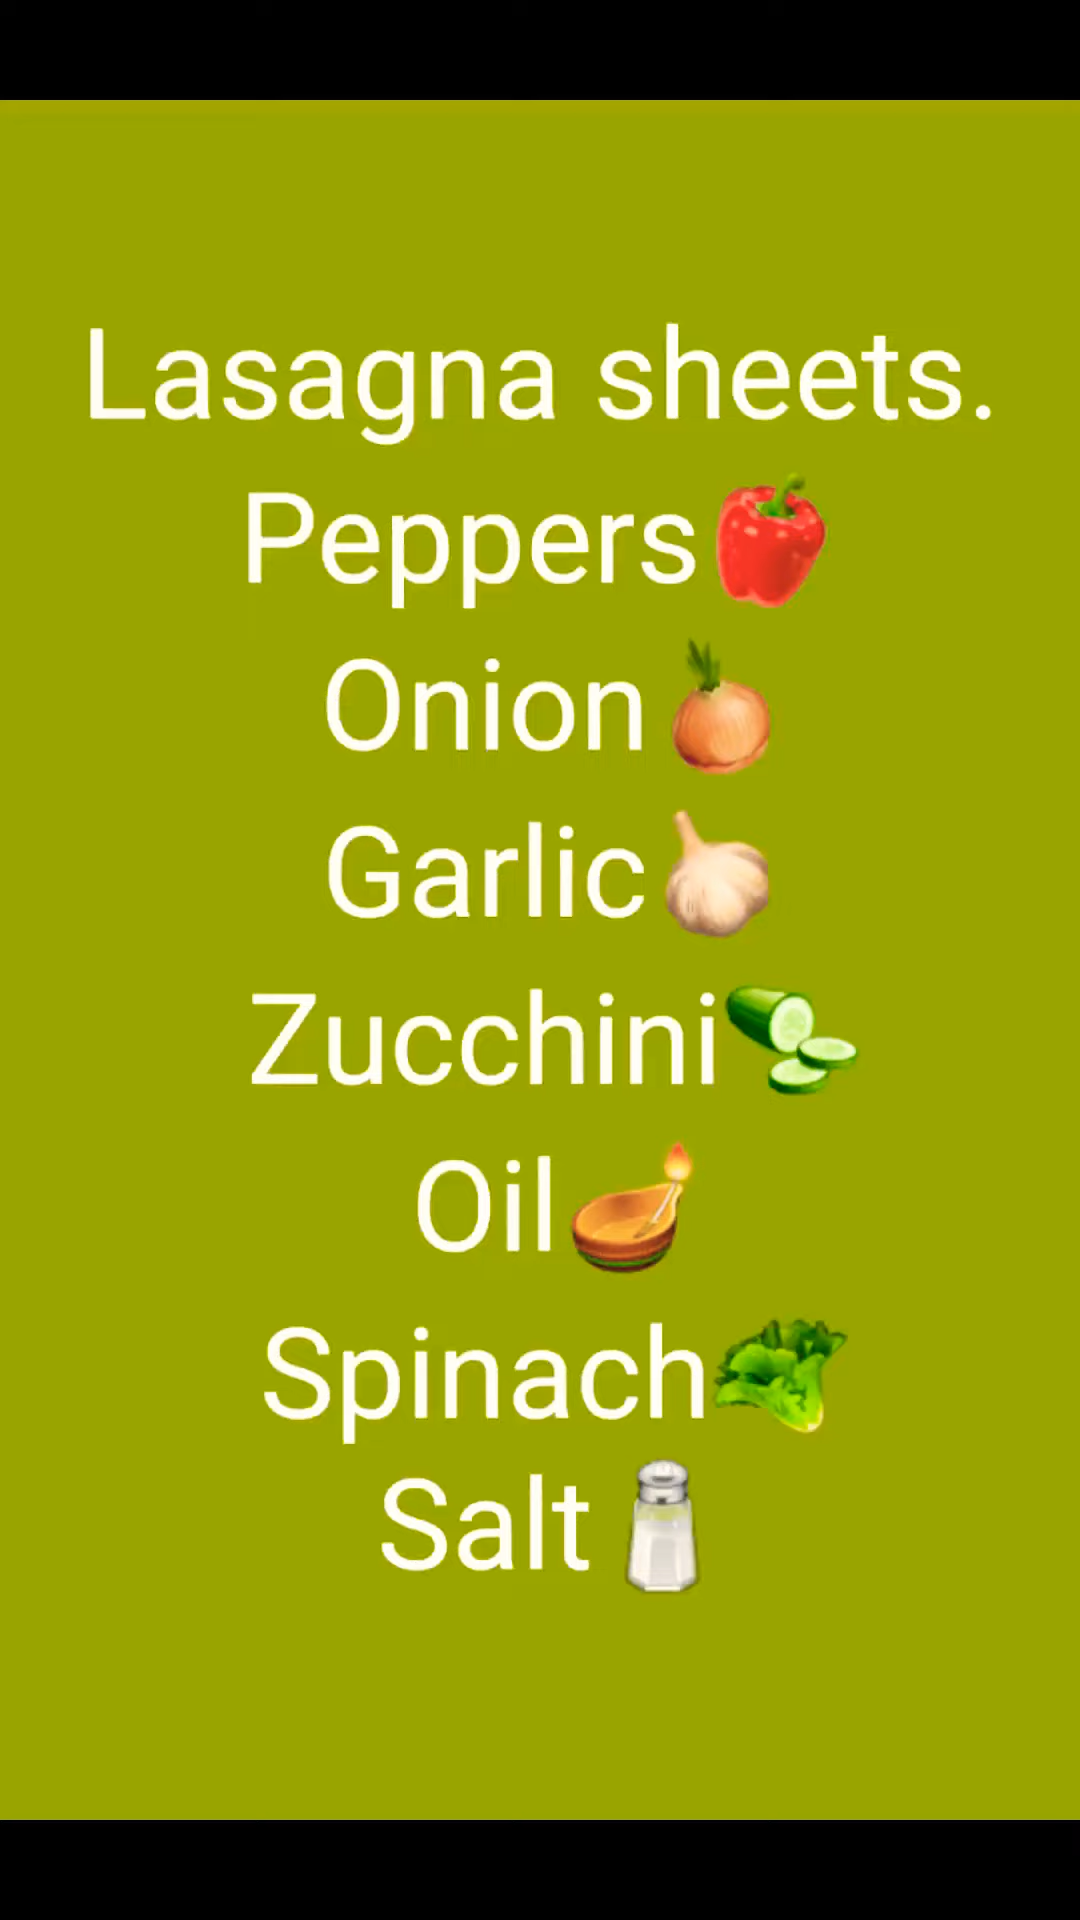 Lasagna sheets.
Peppers🫑
Onion🧅
Garlic🧄
Zucchini🥒
Oil🪔
Spinach🥬
Salt🧂